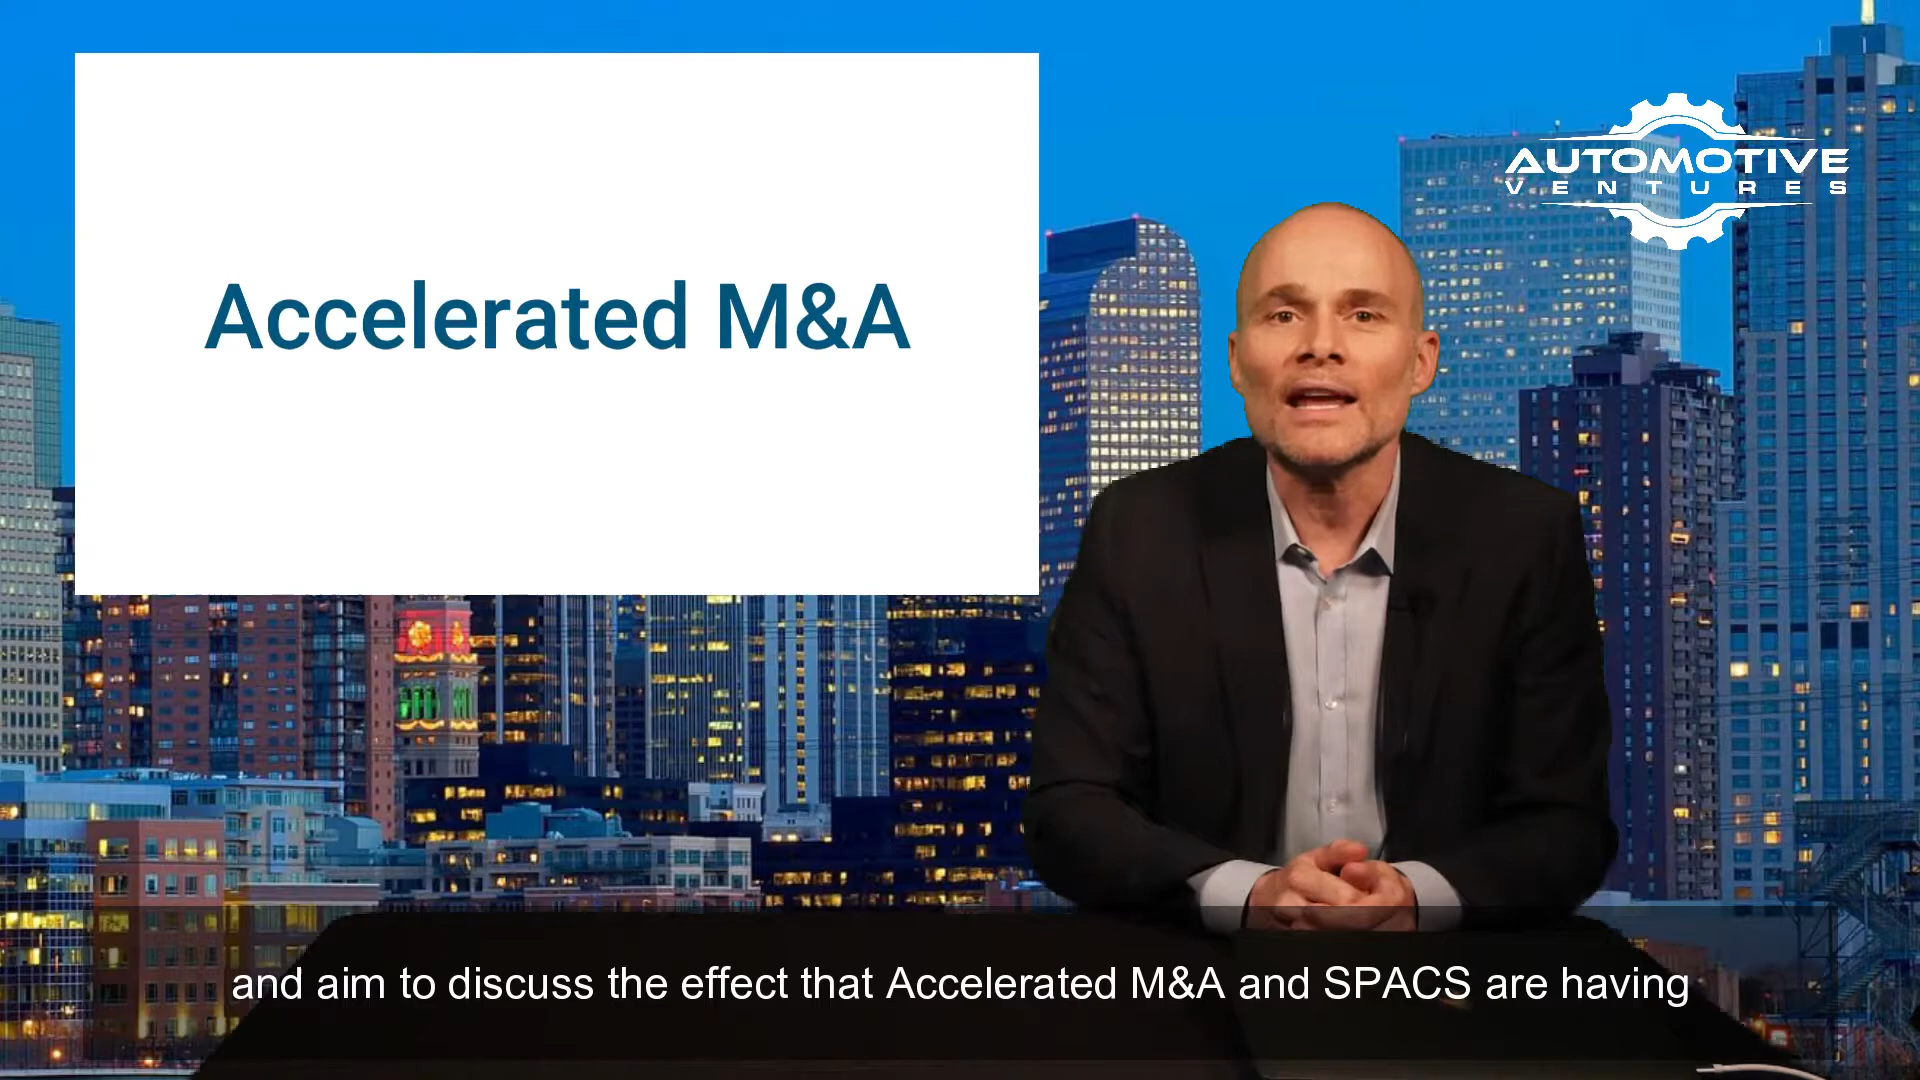 Accelerated M&A
AUTOMOTIVE
VENTURES
and aim to discuss the effect that Accelerated M&A and SPACS are having